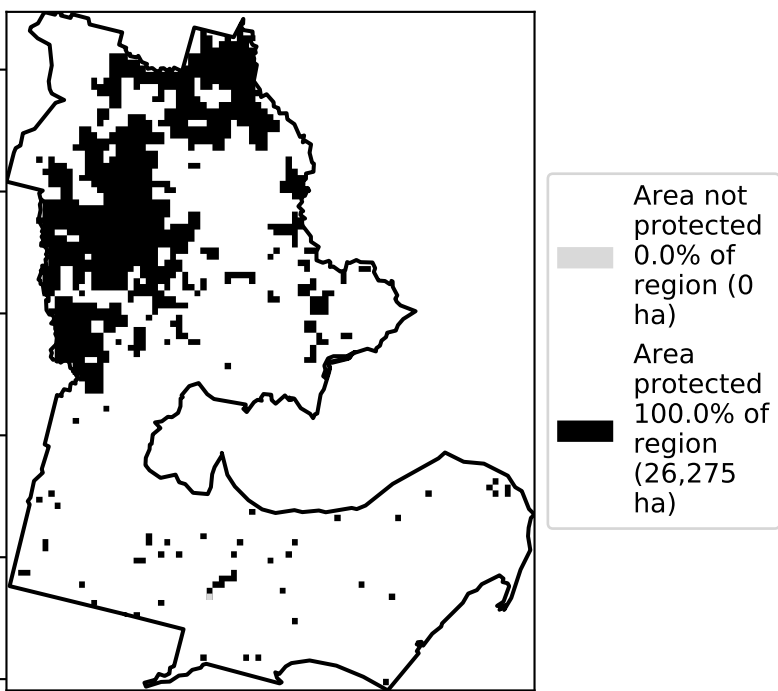 Area not
protected
0.0% of
region (0
ha)
Area
protected
100.0% of
region
(26,275
ha)